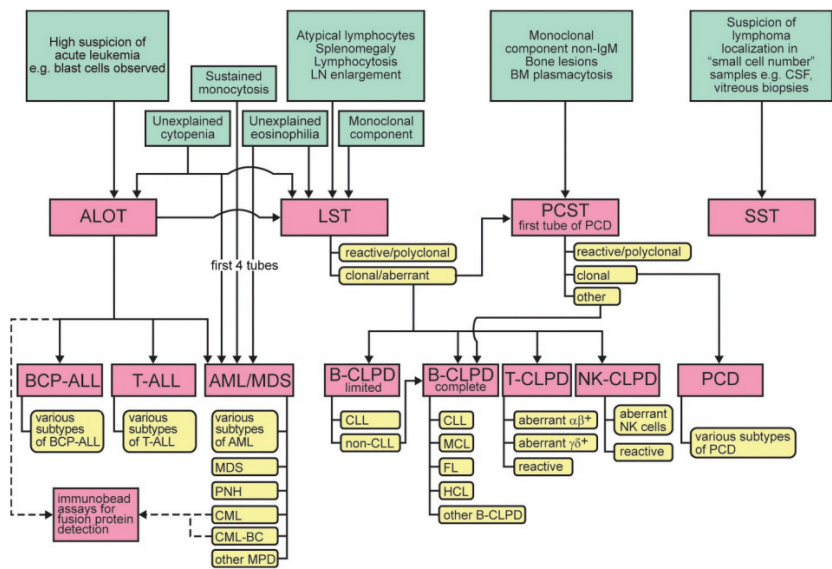 High suspicion of
acute leukemia
e.g. blast cells observed
Sustained
monocytosis
Atypical lymphocytes
Splenomegaly
Lymphocytosis
LN enlargement
Monoclonal
component non-IgM
Bone lesions
BM plasmacytosis
Suspicion of
lymphoma
localization in
“small cell number”
samples e.g. CSF,
vitreous biopsies
Unexplained
cytopenia
Unexplained
eosinophilia
Monoclonal
component
ALOT
LST
PCST
first tube of PCD
SST
reactive/polyclonal
clonal/aberrant
reactive/polyclonal
clonal
other
first 4 tubes
BCP-ALL
T-ALL
AML/MDS
B-CLPD
limited
B-CLPD
complete
T-CLPD
NK-CLPD
PCD
various
subtypes
of BCP-ALL
various
subtypes
of T-ALL
various
subtypes
of AML
MDS
PNH
CML
CML-BC
other MPD
CLL
non-CLL
CLL
MCL
FL
HCL
other B-CLPD
aberrant αβ+
aberrant γδ+
reactive
aberrant
NK cells
reactive
various subtypes
of PCD
immunobead
assays for
fusion protein
detection